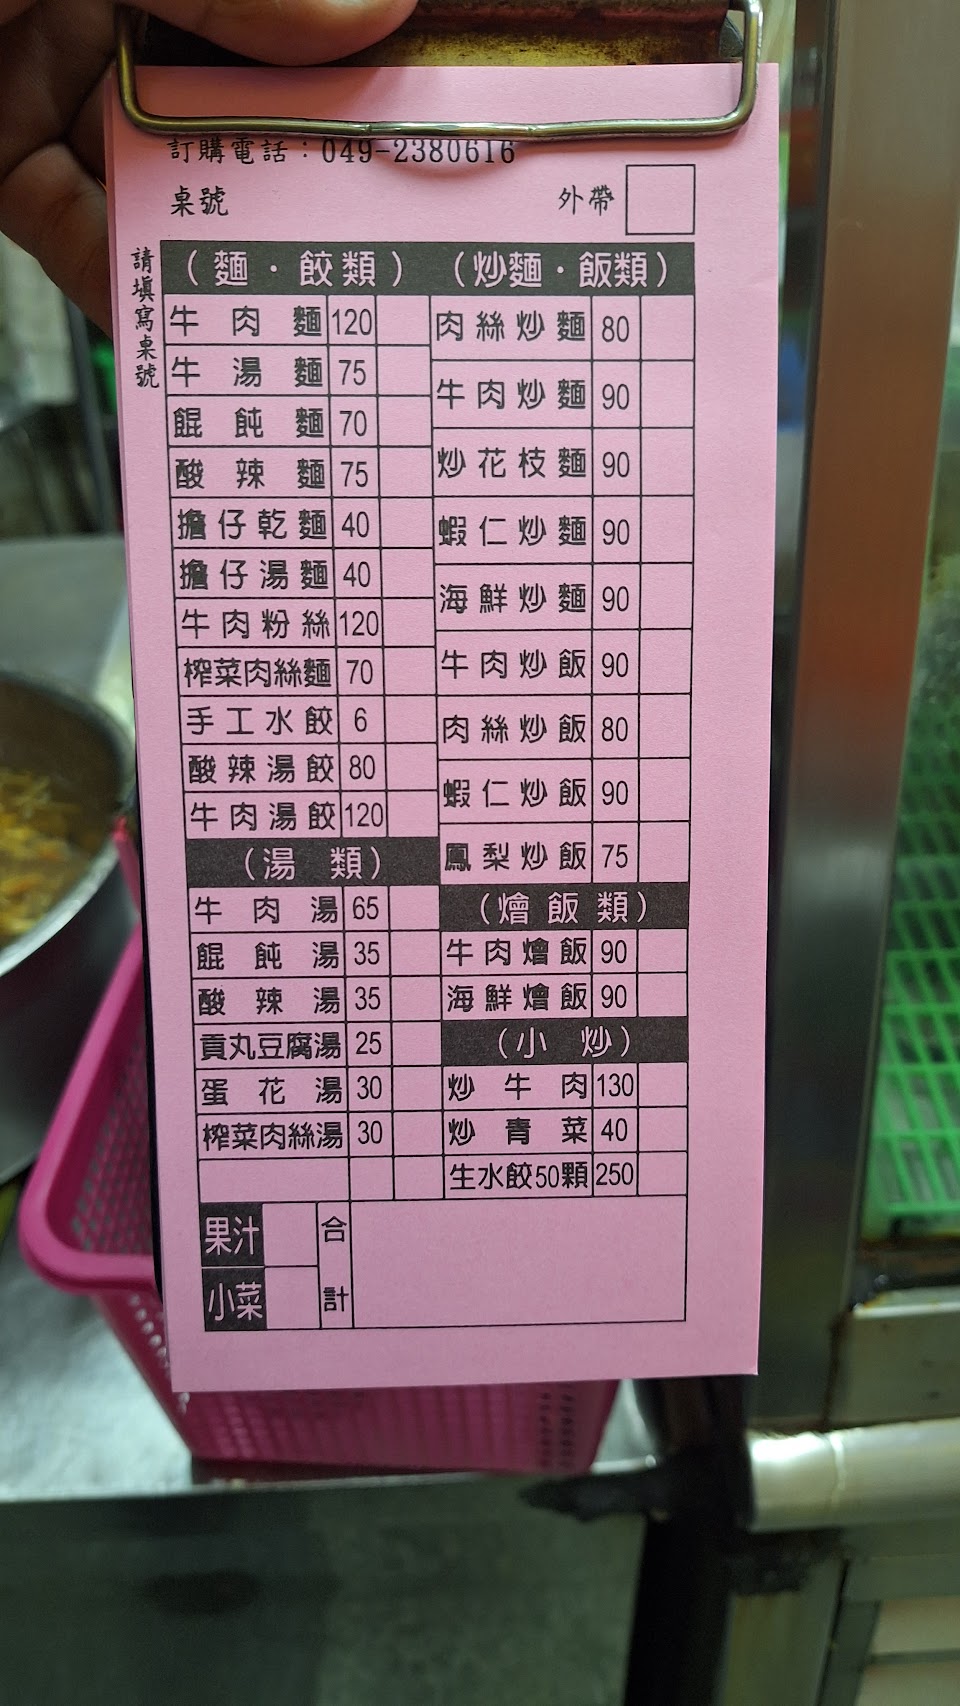 訂購電話：049-2380616
桌號
外帶
請填寫桌號
（麵・餃類）
牛肉麵 120
牛湯麵 75
餛飩麵 70
酸辣麵 75
擔仔乾麵 40
擔仔湯麵 40
牛肉粉絲 120
榨菜肉絲麵 70
手工水餃 6
酸辣湯餃 80
牛肉湯餃 120
（湯類）
牛肉湯 65
餛飩湯 35
酸辣湯 35
貢丸豆腐湯 25
蛋花湯 30
榨菜肉絲湯 30
（炒麵・飯類）
肉絲炒麵 80
牛肉炒麵 90
炒花枝麵 90
蝦仁炒麵 90
海鮮炒麵 90
牛肉炒飯 90
肉絲炒飯 80
蝦仁炒飯 90
鳳梨炒飯 75
（燴飯類）
牛肉燴飯 90
海鮮燴飯 90
（小炒）
炒牛肉 130
炒青菜 40
生水餃50顆 250
果汁
小菜
合計